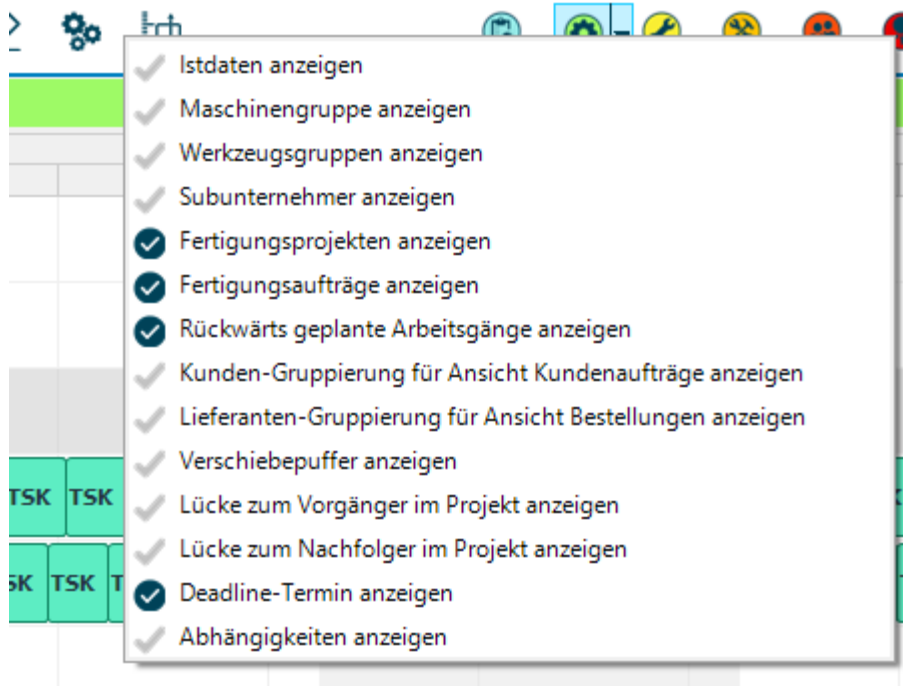 Istdaten anzeigen
Maschinengruppe anzeigen
Werkzeugsgruppen anzeigen
Subunternehmer anzeigen
Fertigungsprojekten anzeigen
Fertigungsaufträge anzeigen
Rückwärts geplante Arbeitsgänge anzeigen
Kunden-Gruppierung für Ansicht Kundenaufträge anzeigen
Lieferanten-Gruppierung für Ansicht Bestellungen anzeigen
Verschiebepuffer anzeigen
TSK TSK
Lücke zum Vorgänger im Projekt anzeigen
Lücke zum Nachfolger im Projekt anzeigen
SK TSK T
Deadline-Termin anzeigen
Abhängigkeiten anzeigen